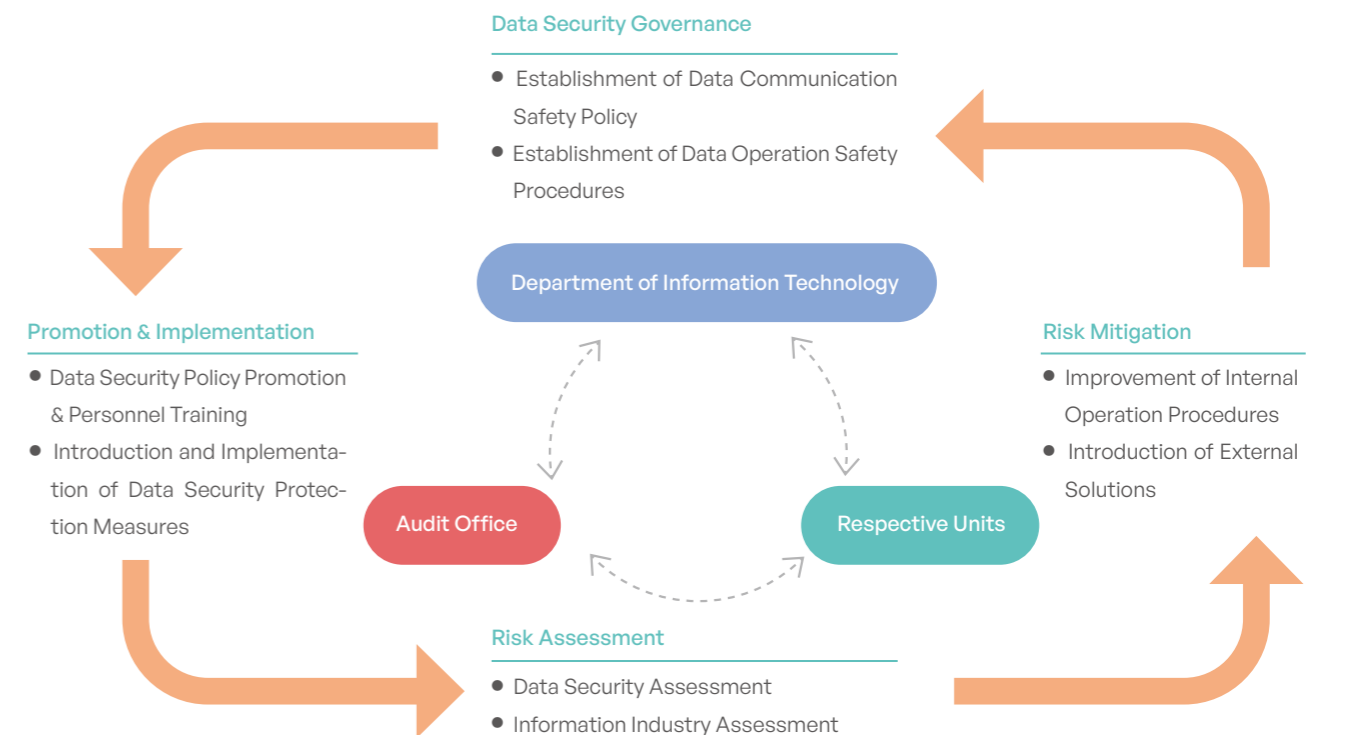 Data Security Governance
● Establishment of Data Communication
Safety Policy
● Establishment of Data Operation Safety
Procedures
Department of Information Technology
Promotion & Implementation
● Data Security Policy Promotion
& Personnel Training
● Introduction and Implementa-
tion of Data Security Protec-
tion Measures
Risk Mitigation
● Improvement of Internal
Operation Procedures
● Introduction of External
Solutions
Audit Office
Respective Units
Risk Assessment
● Data Security Assessment
● Information Industry Assessment